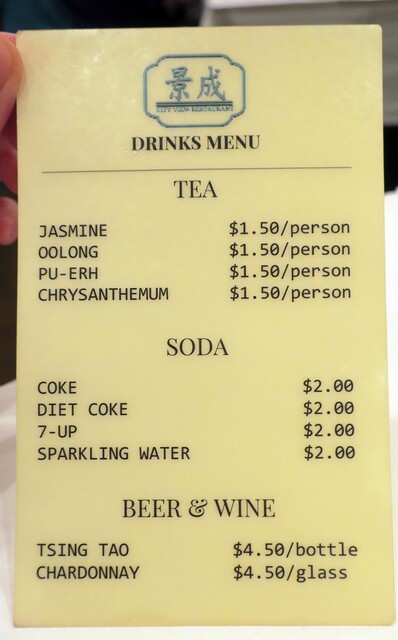 景成
CITY VIEW RESTAURANT
DRINKS MENU
TEA
JASMINE $1.50/person
OOLONG $1.50/person
PU-ERH $1.50/person
CHRYSANTHEMUM $1.50/person
SODA
COKE $2.00
DIET COKE $2.00
7-UP $2.00
SPARKLING WATER $2.00
BEER & WINE
TSING TAO $4.50/bottle
CHARDONNAY $4.50/glass